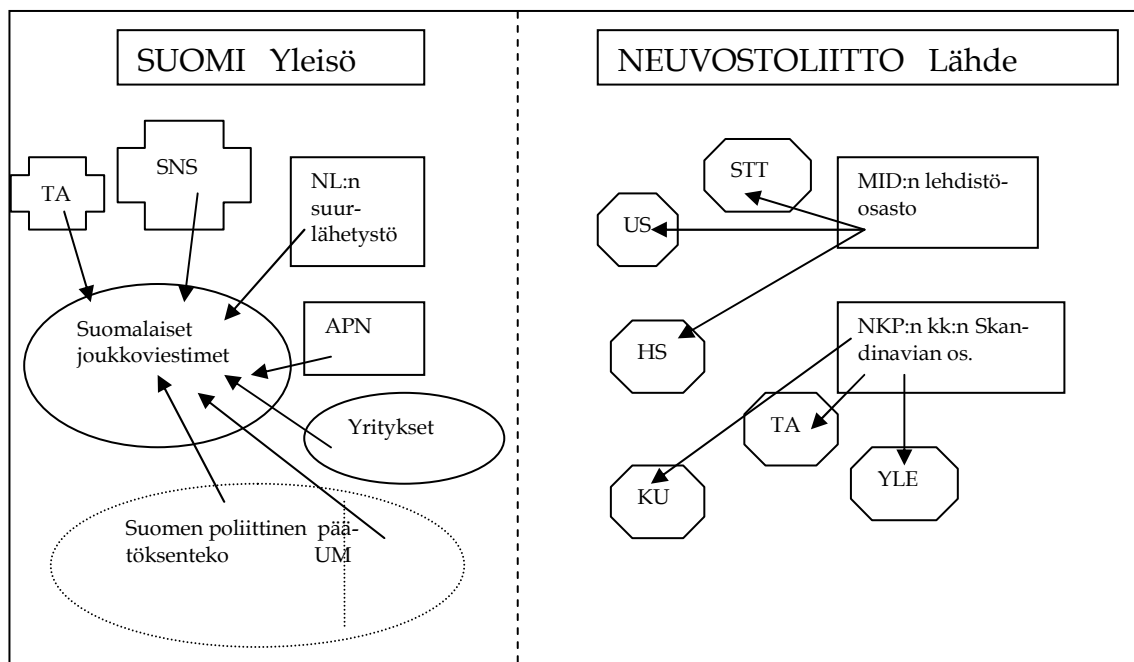 SUOMI Yleisö
TA
SNS
NL:n
suur-
lähetystö
Suomalaiset
joukkoviestimet
APN
Yritykset
Suomen poliittinen pää-
töksenteko UM
NEUVOSTOLIITTO Lähde
STT
MID:n lehdistö-
osasto
US
HS
NKP:n kk:n Skan-
dinavian os.
TA
KU
YLE